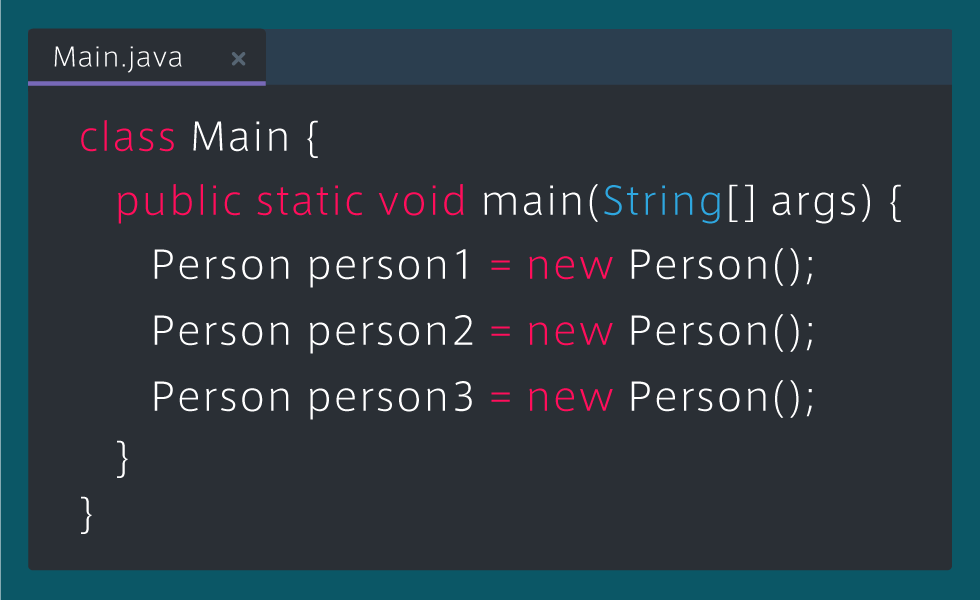 Main.java ×
class Main {
public static void main(String[] args) {
Person person1 = new Person();
Person person2 = new Person();
Person person3 = new Person();
}
}